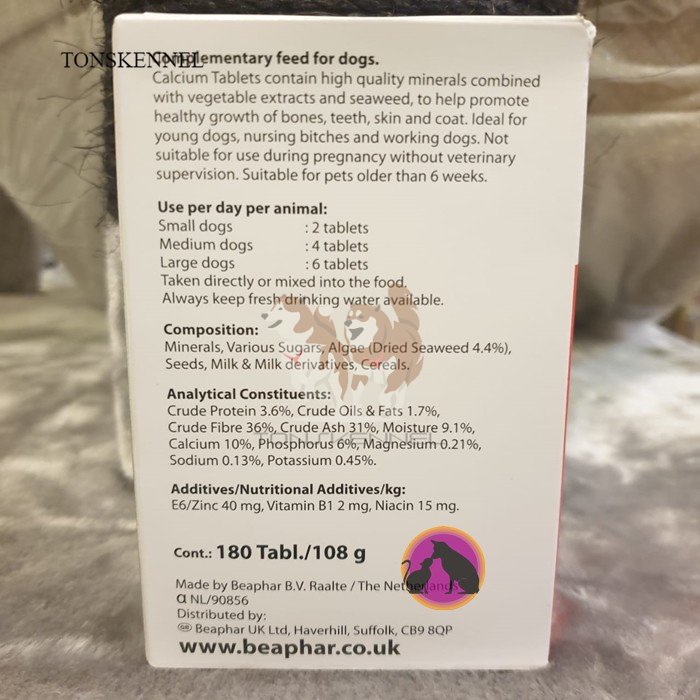 TONSKENNEL
Complementary feed for dogs.
Calcium Tablets contain high quality minerals combined
with vegetable extracts and seaweed, to help promote
healthy growth of bones, teeth, skin and coat. Ideal for
young dogs, nursing bitches and working dogs. Not
suitable for use during pregnancy without veterinary
supervision. Suitable for pets older than 6 weeks.
Use per day per animal:
Small dogs : 2 tablets
Medium dogs : 4 tablets
Large dogs : 6 tablets
Taken directly or mixed into the food.
Always keep fresh drinking water available.
Composition:
Minerals, Various Sugars, Algae (Dried Seaweed 4.4%),
Seeds, Milk & Milk derivatives, Cereals.
Analytical Constituents:
Crude Protein 3.6%, Crude Oils & Fats 1.7%,
Crude Fibre 36%, Crude Ash 31%, Moisture 9.1%,
Calcium 10%, Phosphorus 6%, Magnesium 0.21%,
Sodium 0.13%, Potassium 0.45%.
Additives/Nutritional Additives/kg:
E6/Zinc 40 mg, Vitamin B1 2 mg, Niacin 15 mg.
Cont.: 180 Tabl./108 g
Made by Beaphar B.V. Raalte / The Netherlands
α NL/90856
Distributed by:
GB Beaphar UK Ltd, Haverhill, Suffolk, CB9 8QP
www.beaphar.co.uk